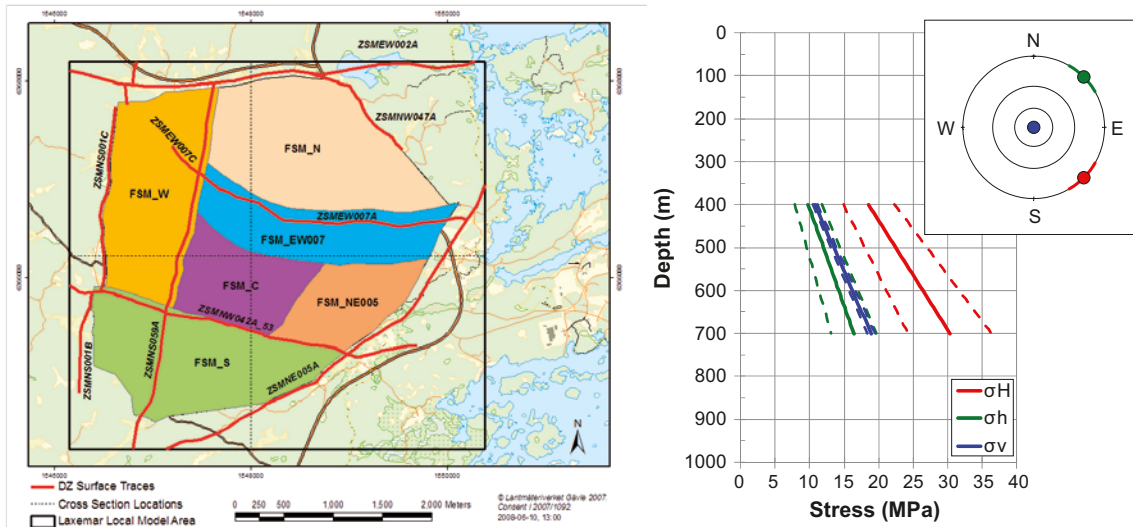 ZSMEW002A
ZSMNW047A
ZSMNS001C
ZSMEW007C
FSM_N
FSM_W
ZSMEW007A
FSM_EW007
FSM_C
FSM_NE005
ZSMNW042A_53
FSM_S
ZSMNS001B
ZSMNS059A
ZSMNE005A
N
1546000
1548000
1550000
DZ Surface Traces
Cross Section Locations
Laxemar Local Model Area
0 250 500 1,000 1,500 2,000 Meters
© Lantmäteriverket Gävle 2007.
Consent I 2007/1092
2008-06-10, 13:00
0
100
200
300
400
500
600
700
800
900
1000
Depth (m)
0 5 10 15 20 25 30 35 40
Stress (MPa)
N
W
E
S
σH
σh
σv